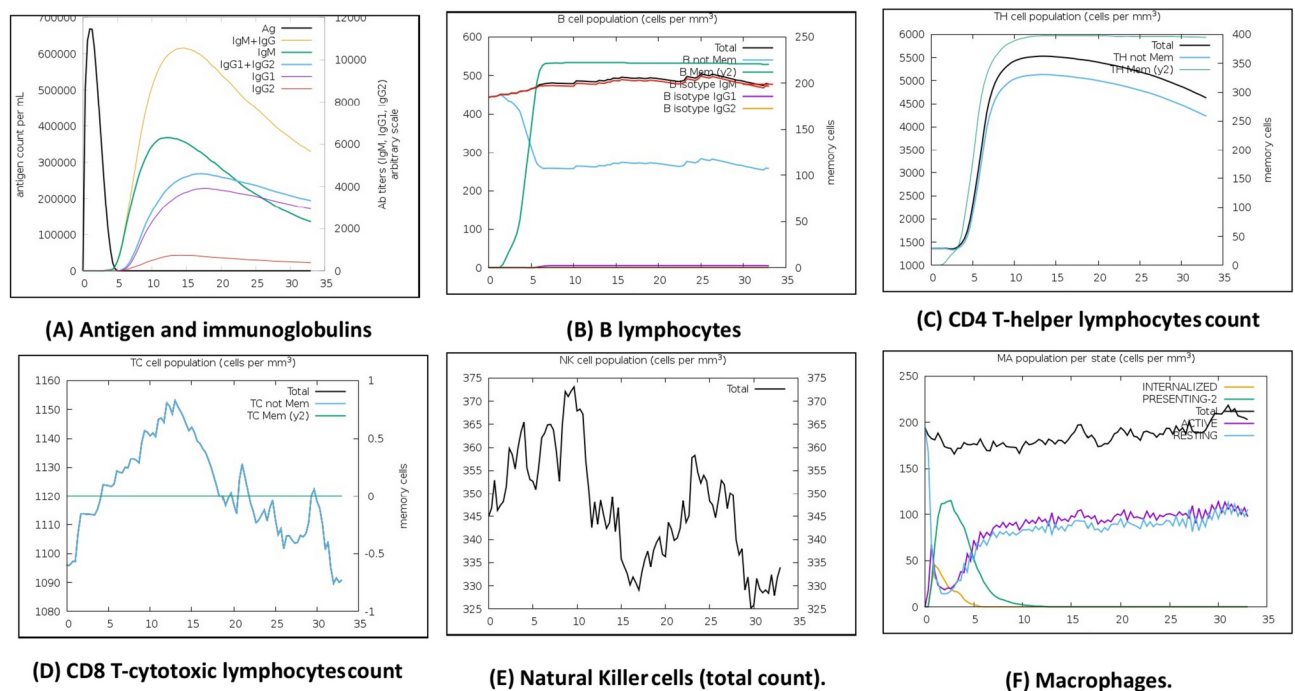 700000
600000
500000
400000
300000
200000
100000
0
antigen count per mL
Ag
IgM+IgG
IgM
IgG1+IgG2
IgG1
IgG2
12000
10000
8000
6000
4000
2000
0
Ab titers (IgM, IgG1, IgG2)
arbitrary scale
0 5 10 15 20 25 30 35
(A) Antigen and immunoglobulins
B cell population (cells per mm³)
600
500
400
300
200
100
0
Total
B not Mem
B Mem (y2)
B isotype IgM
B isotype IgG1
B isotype IgG2
250
200
150
100
50
0
memory cells
0 5 10 15 20 25 30 35
(B) B lymphocytes
TH cell population (cells per mm³)
6000
5500
5000
4500
4000
3500
3000
2500
2000
1500
1000
Total
TH not Mem
TH Mem (y2)
400
350
300
250
200
150
100
50
0
memory cells
0 5 10 15 20 25 30 35
(C) CD4 T-helper lymphocytes count
TC cell population (cells per mm³)
1160
1150
1140
1130
1120
1110
1100
1090
1080
Total
TC not Mem
TC Mem (y2)
1
0.5
0
-0.5
-1
memory cells
0 5 10 15 20 25 30 35
(D) CD8 T-cytotoxic lymphocytes count
NK cell population (cells per mm³)
375
370
365
360
355
350
345
340
335
330
325
Total
375
370
365
360
355
350
345
340
335
330
325
0 5 10 15 20 25 30 35
(E) Natural Killer cells (total count).
MA population per state (cells per mm³)
250
200
150
100
50
0
INTERNALIZED
PRESENTING-2
Total
ACTIVE
RESTING
0 5 10 15 20 25 30 35
(F) Macrophages.